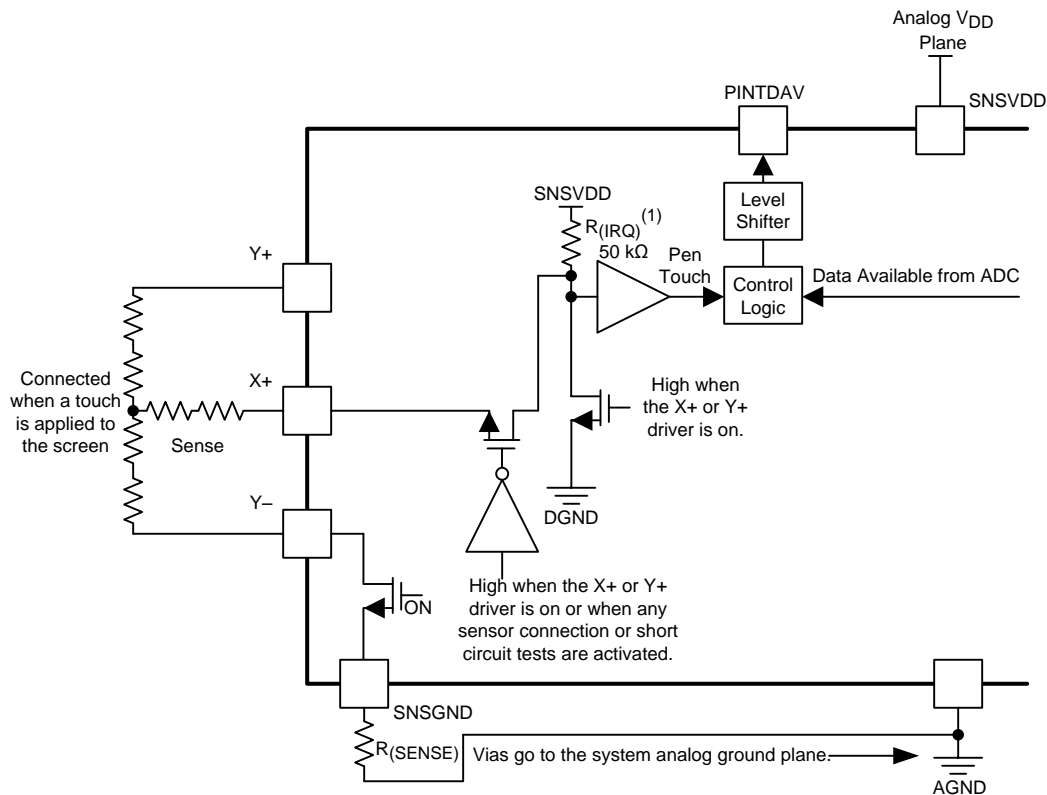 Analog VDD
Plane
PINTDAV
SNSVDD
SNSVDD
Level
Shifter
R(IRQ)(1)
50 kΩ
Pen
Touch
Control
Logic
Data Available from ADC
Y+
X+
Connected
when a touch
is applied to
the screen
Sense
High when
the X+ or Y+
driver is on.
Y–
DGND
ON
High when the X+ or Y+
driver is on or when any
sensor connection or short
circuit tests are activated.
SNSGND
R(SENSE)
Vias go to the system analog ground plane.
AGND